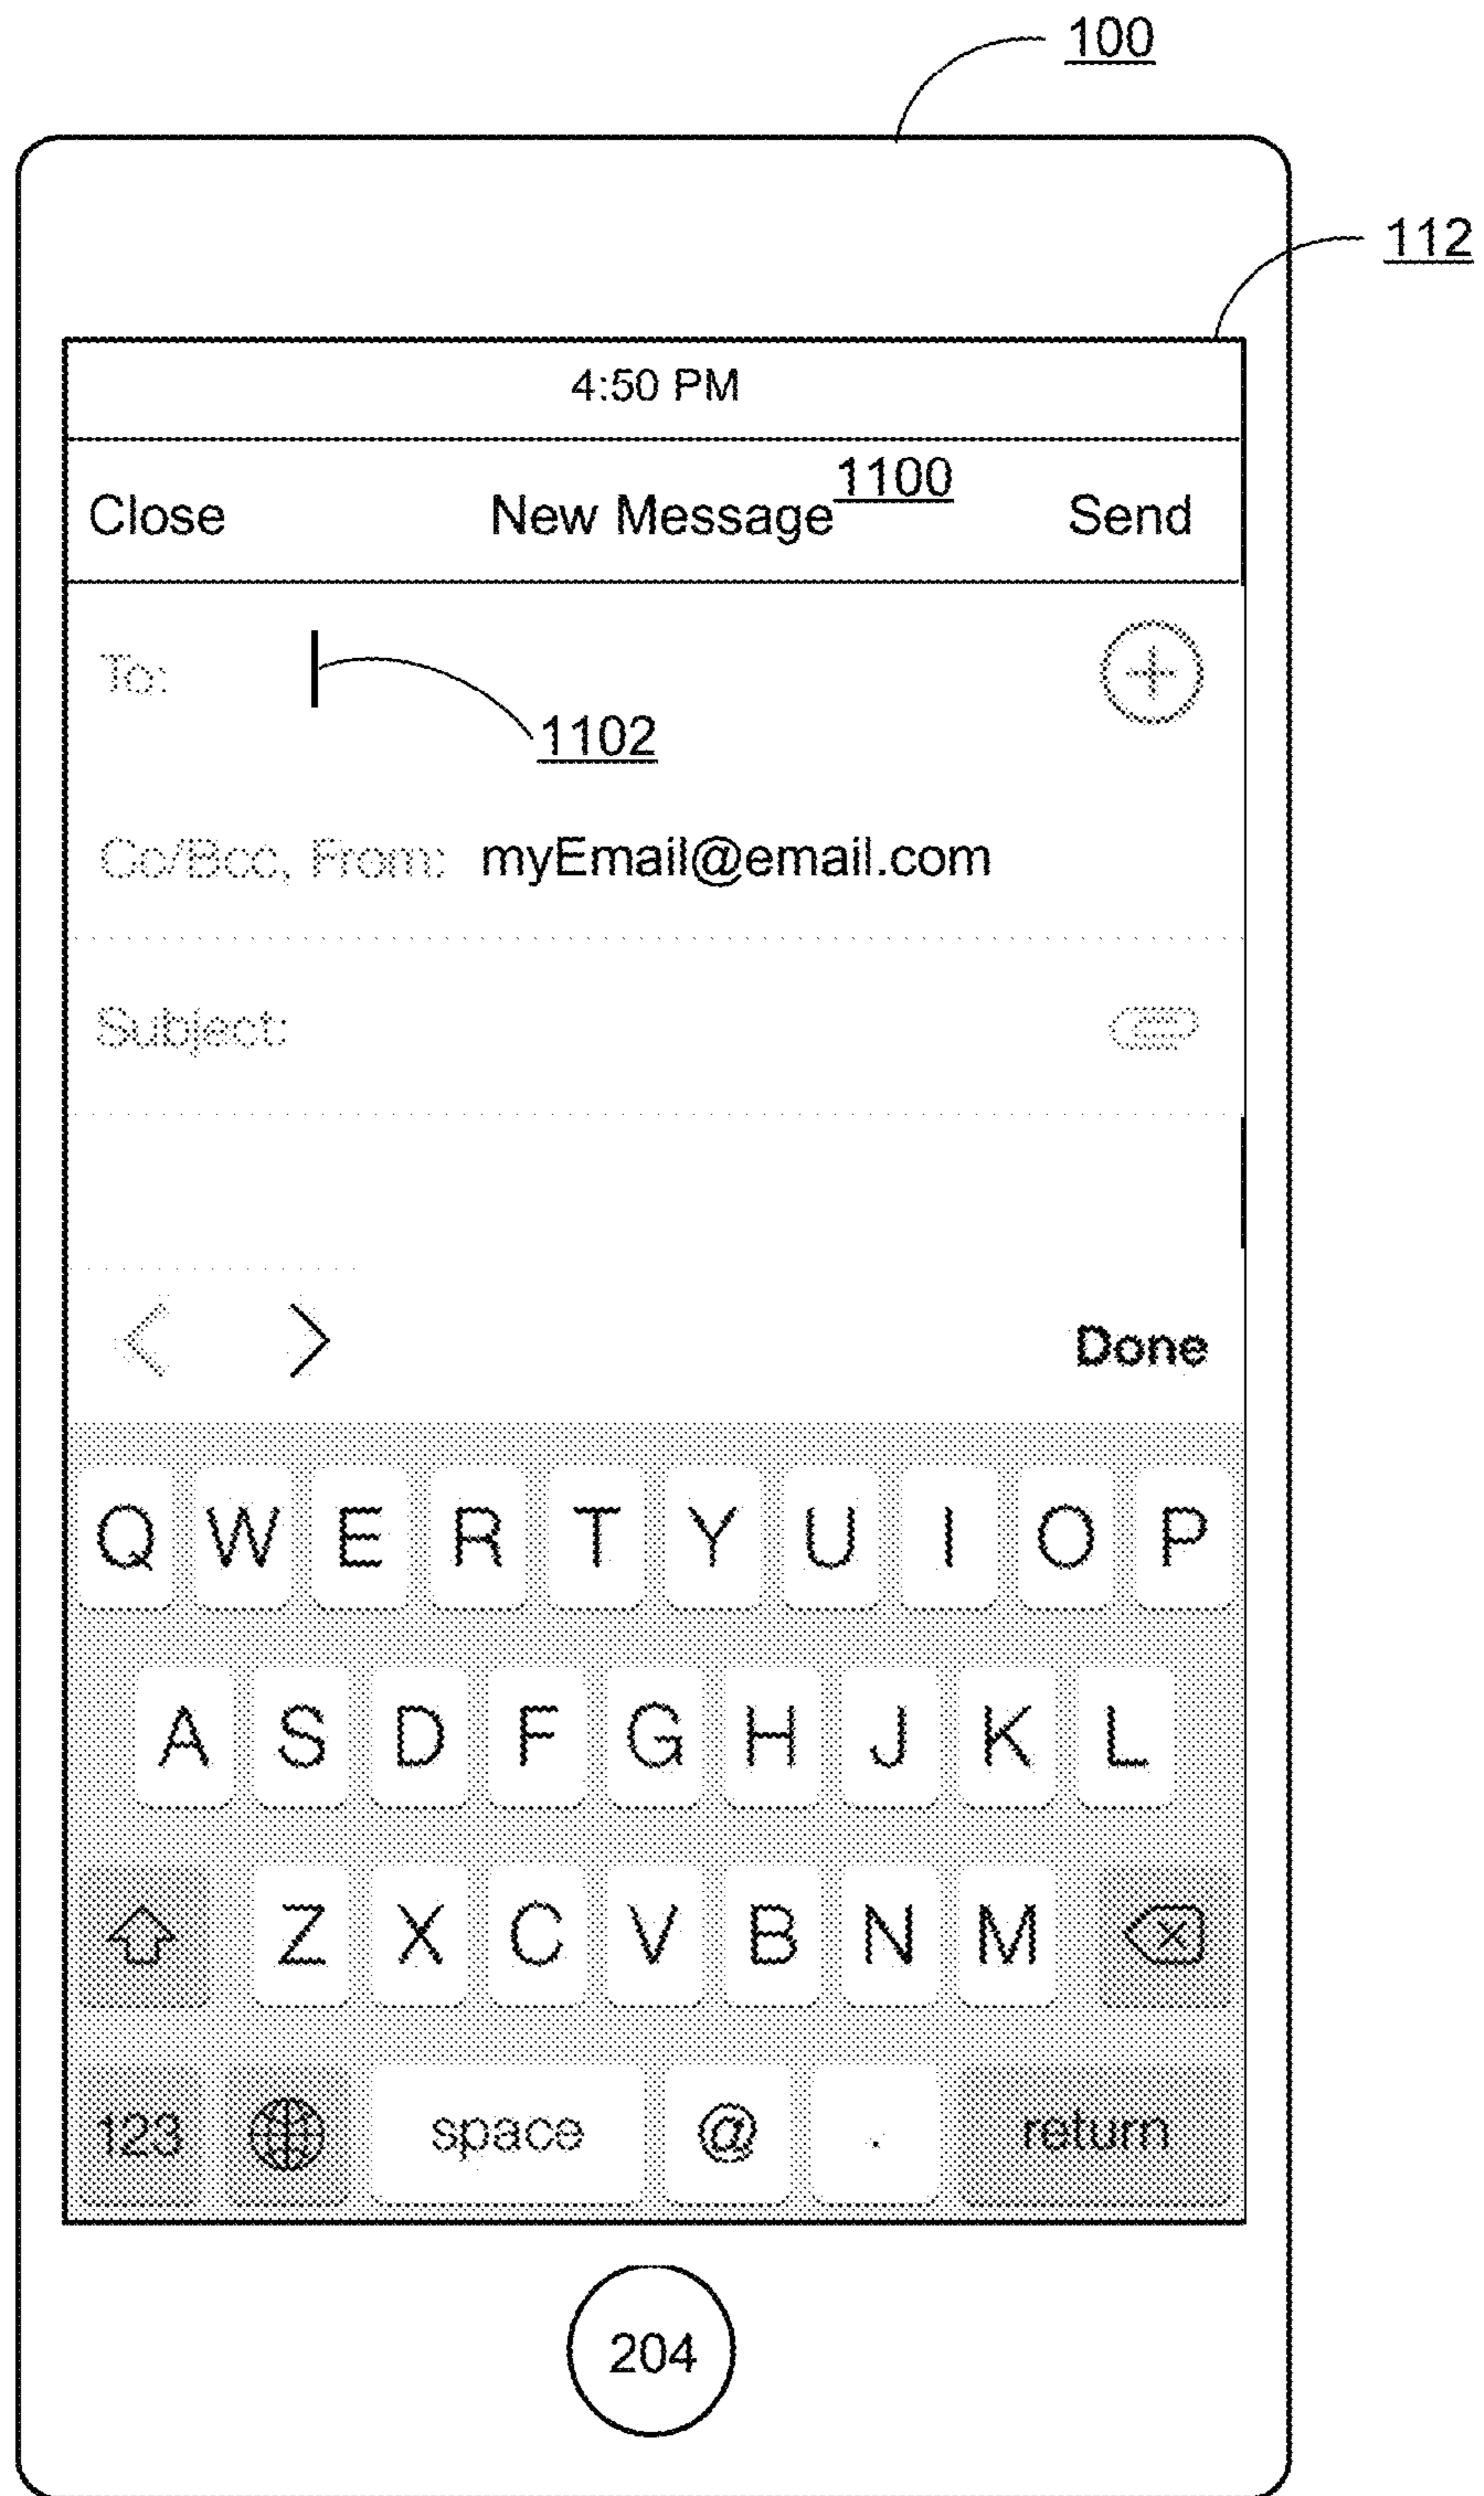 100
112
4:50 PM
Close New Message 1100 Send
To:
1102
Cc/Bcc, From: myEmail@email.com
Subject:
Done
Q W E R T Y U I O P
A S D F G H J K L
Z X C V B N M
123 space @ . return
204